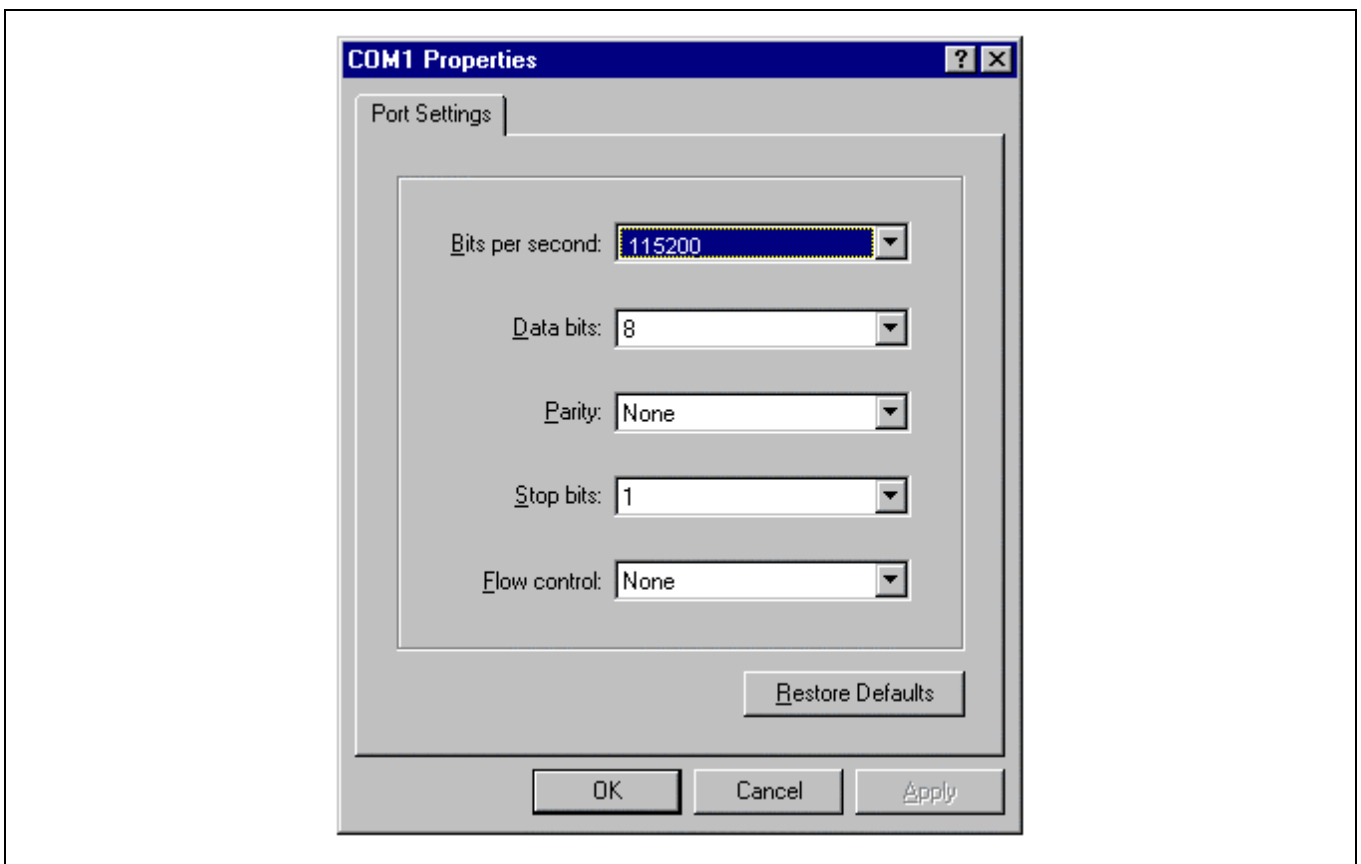 COM1 Properties
Port Settings
Bits per second: 115200
Data bits: 8
Parity: None
Stop bits: 1
Flow control: None
Restore Defaults
OK Cancel Apply